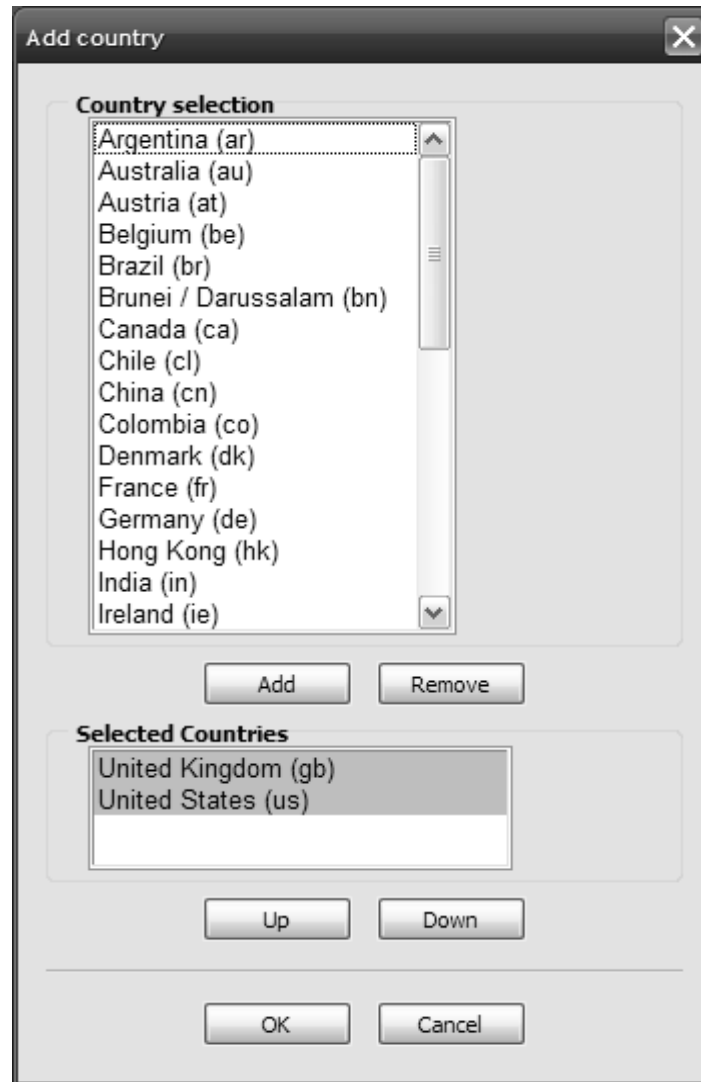 Add country
Country selection
Argentina (ar)
Australia (au)
Austria (at)
Belgium (be)
Brazil (br)
Brunei / Darussalam (bn)
Canada (ca)
Chile (cl)
China (cn)
Colombia (co)
Denmark (dk)
France (fr)
Germany (de)
Hong Kong (hk)
India (in)
Ireland (ie)
Add Remove
Selected Countries
United Kingdom (gb)
United States (us)
Up Down
OK Cancel